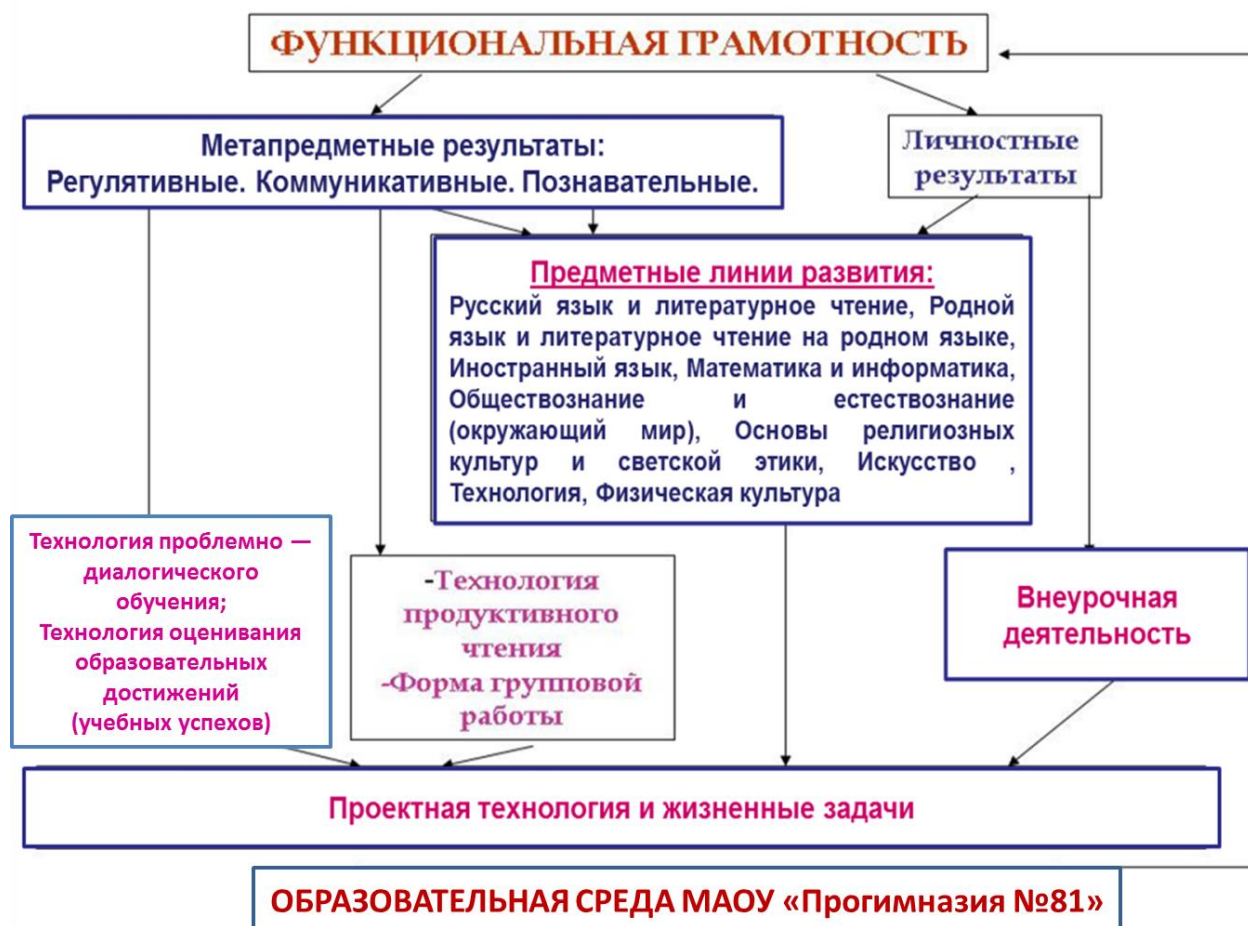 ФУНКЦИОНАЛЬНАЯ ГРАМОТНОСТЬ
Метапредметные результаты:
Регулятивные. Коммуникативные. Познавательные.
Личностные
результаты
Предметные линии развития:
Русский язык и литературное чтение, Родной
язык и литературное чтение на родном языке,
Иностранный язык, Математика и информатика,
Обществознание и естествознание
(окружающий мир), Основы религиозных
культур и светской этики, Искусство ,
Технология, Физическая культура
Технология проблемно —
диалогического
обучения;
Технология оценивания
образовательных
достижений
(учебных успехов)
-Технология
продуктивного
чтения
-Форма групповой
работы
Внеурочная
деятельность
Проектная технология и жизненные задачи
ОБРАЗОВАТЕЛЬНАЯ СРЕДА МАОУ «Прогимназия №81»